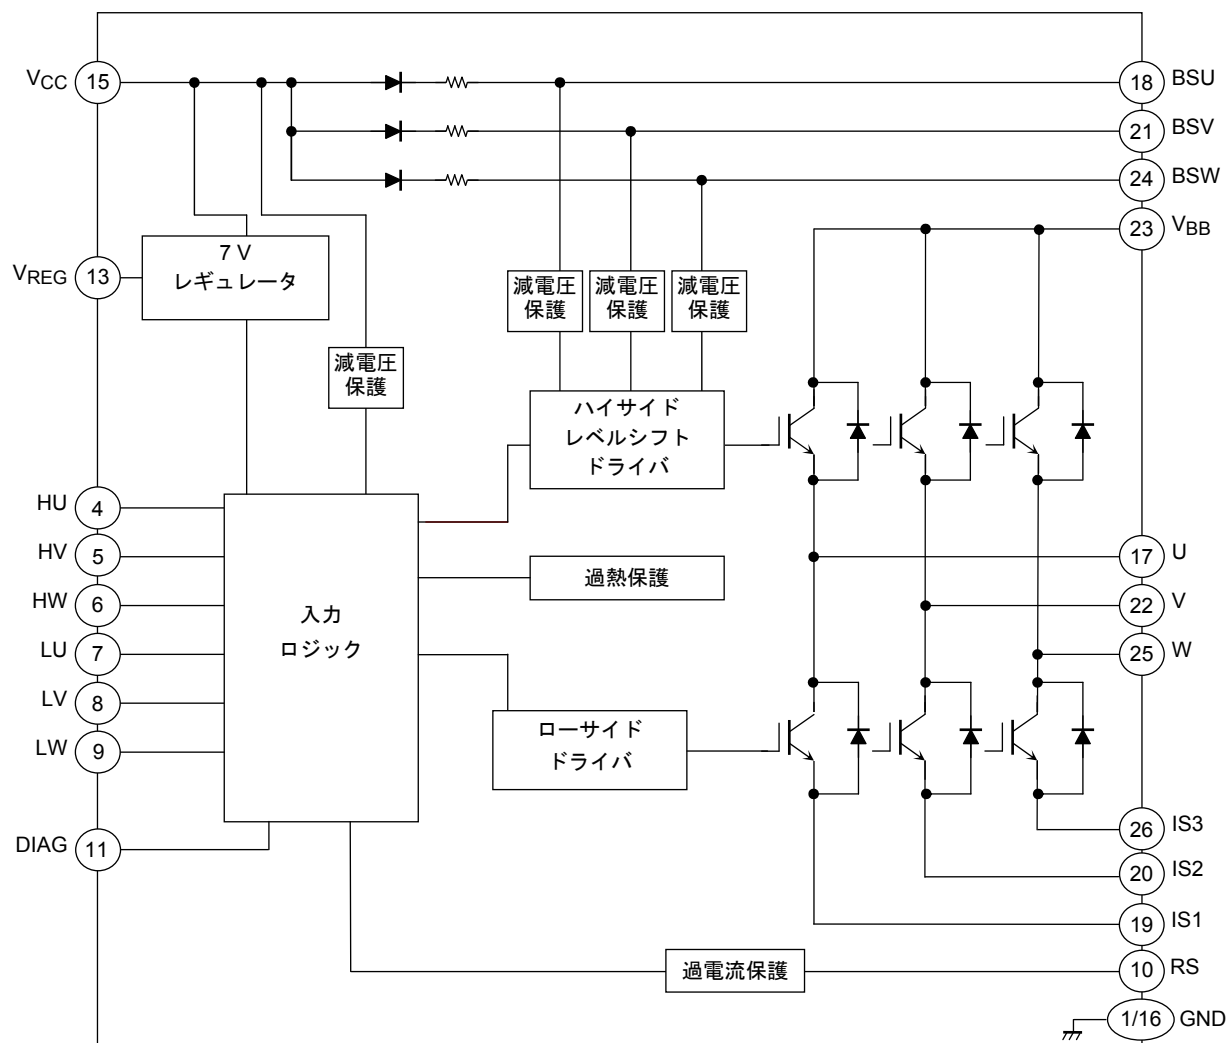 VCC
15
18
BSU
21
BSV
24
BSW
23
VBB
7 V
レギュレータ
VREG
13
減電圧
保護
減電圧
保護
減電圧
保護
減電圧
保護
ハイサイド
レベルシフト
ドライバ
HU
4
HV
5
HW
6
LU
7
LV
8
LW
9
DIAG
11
入力
ロジック
過熱保護
ローサイド
ドライバ
17
U
22
V
25
W
26
IS3
20
IS2
19
IS1
過電流保護
10
RS
1/16
GND